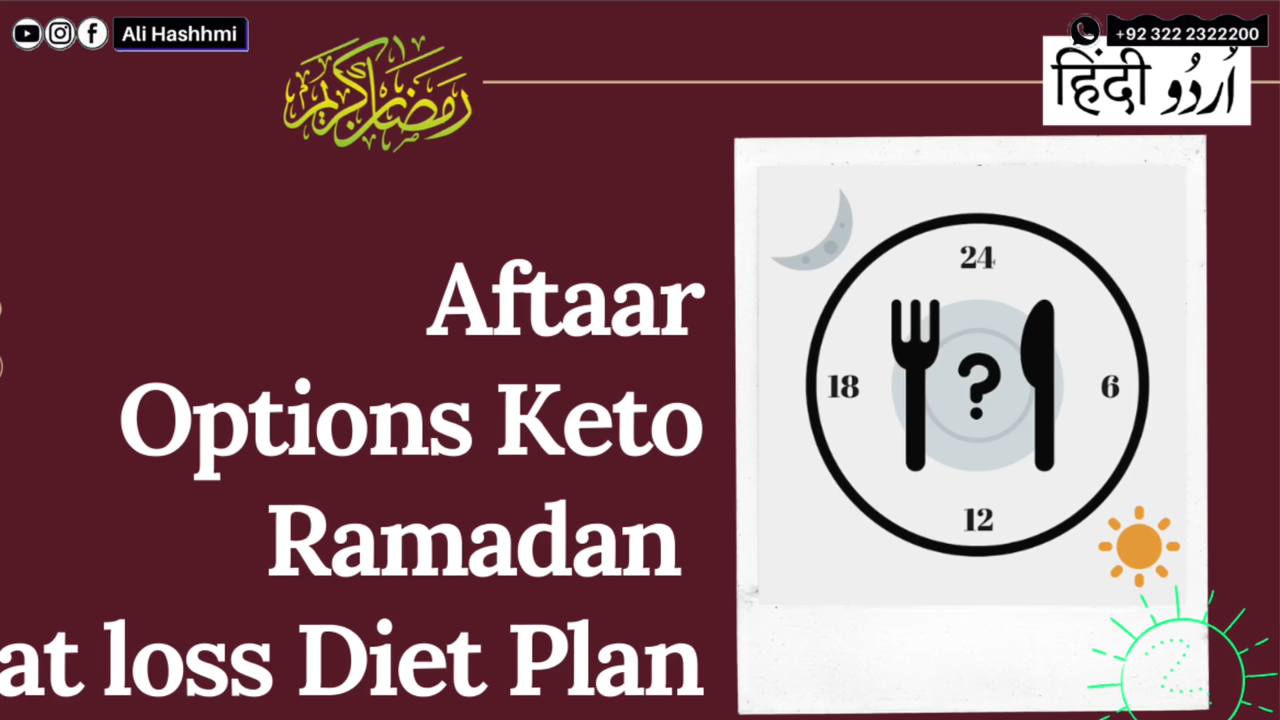 Ali Hashhmi
+92 322 2322200
رمضان كريم
हिंदी اُردُو
Aftaar
Options Keto
Ramadan
at loss Diet Plan
24
18
?
6
12